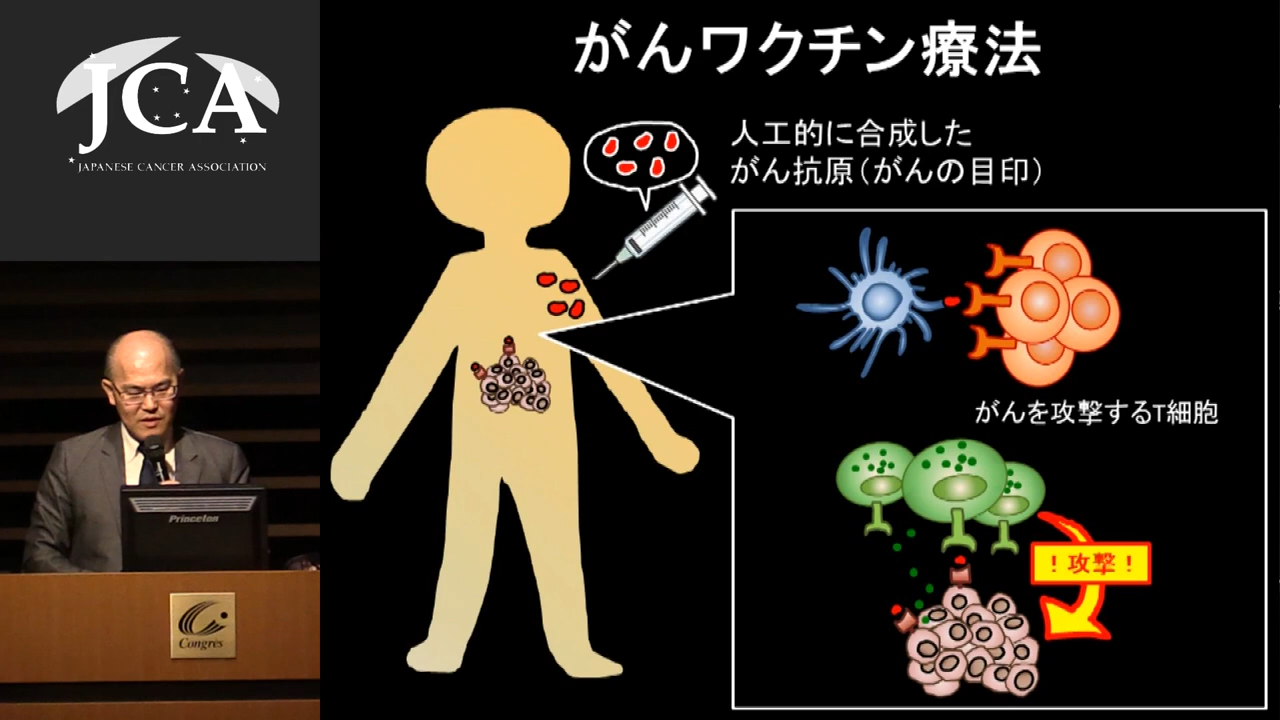 JCA
JAPANESE CANCER ASSOCIATION
がんワクチン療法
人工的に合成した
がん抗原（がんの目印）
がんを攻撃するT細胞
！攻撃！
Princeton
Congres